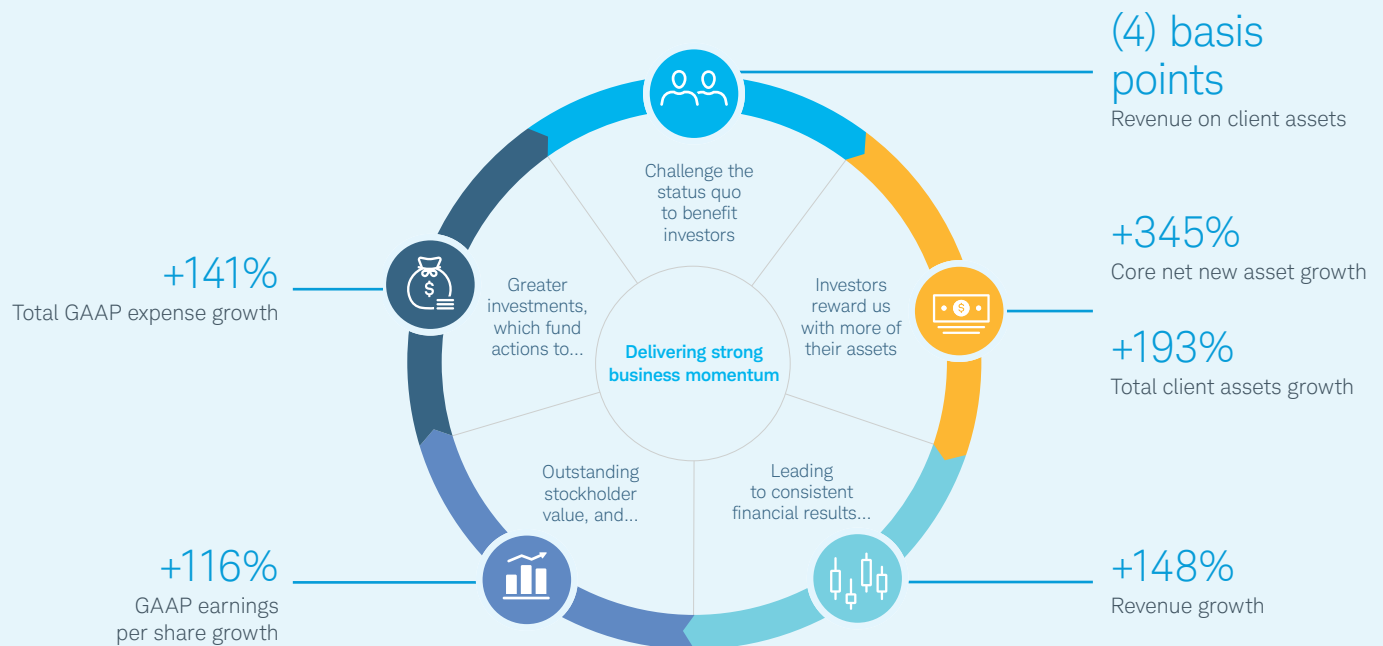 (4) basis
points
Revenue on client assets
Challenge the
status quo
to benefit
investors
+345%
Core net new asset growth
+193%
Total client assets growth
Investors
reward us
with more of
their assets
+148%
Revenue growth
Leading
to consistent
financial results...
+116%
GAAP earnings
per share growth
Outstanding
stockholder
value, and...
+141%
Total GAAP expense growth
Greater
investments,
which fund
actions to...
Delivering strong
business momentum
$
$